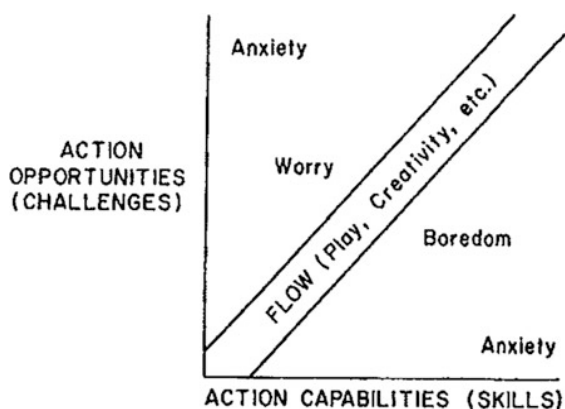 Anxiety
ACTION
OPPORTUNITIES
(CHALLENGES)
Worry
FLOW (Play, Creativity, etc.)
Boredom
Anxiety
ACTION CAPABILITIES (SKILLS)